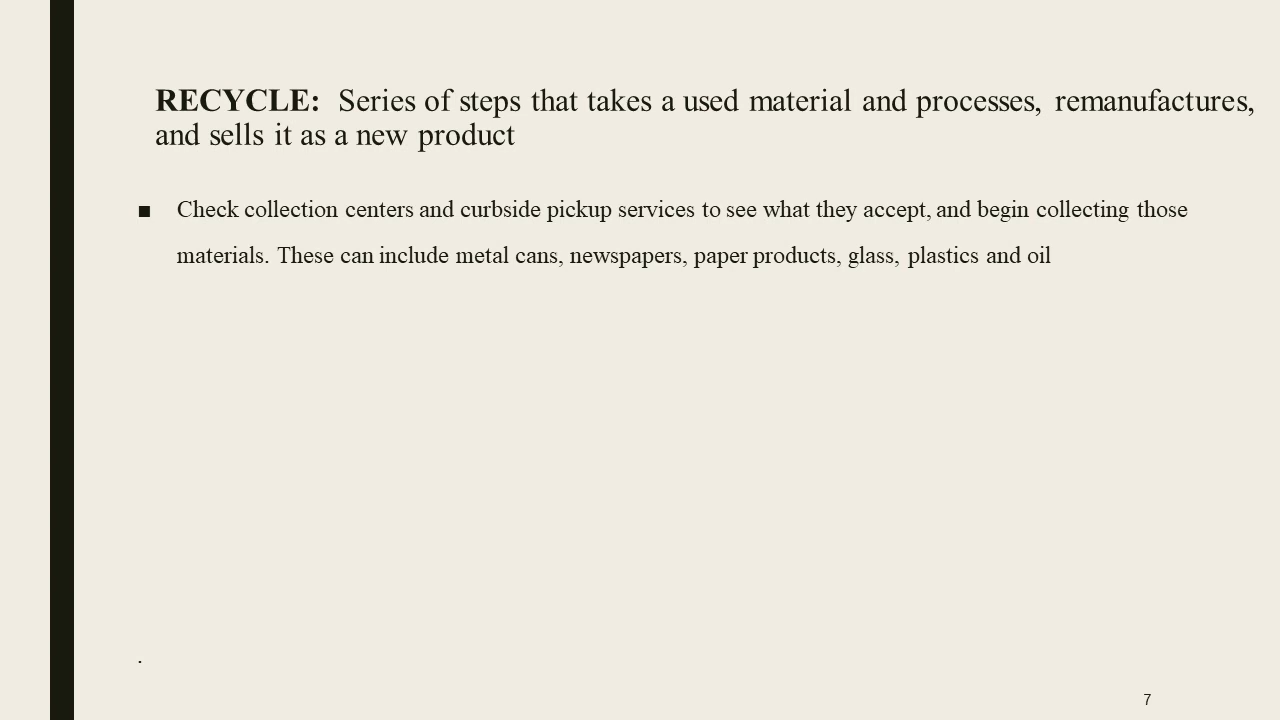 RECYCLE: Series of steps that takes a used material and processes, remanufactures,
and sells it as a new product
■ Check collection centers and curbside pickup services to see what they accept, and begin collecting those
materials. These can include metal cans, newspapers, paper products, glass, plastics and oil
.
7